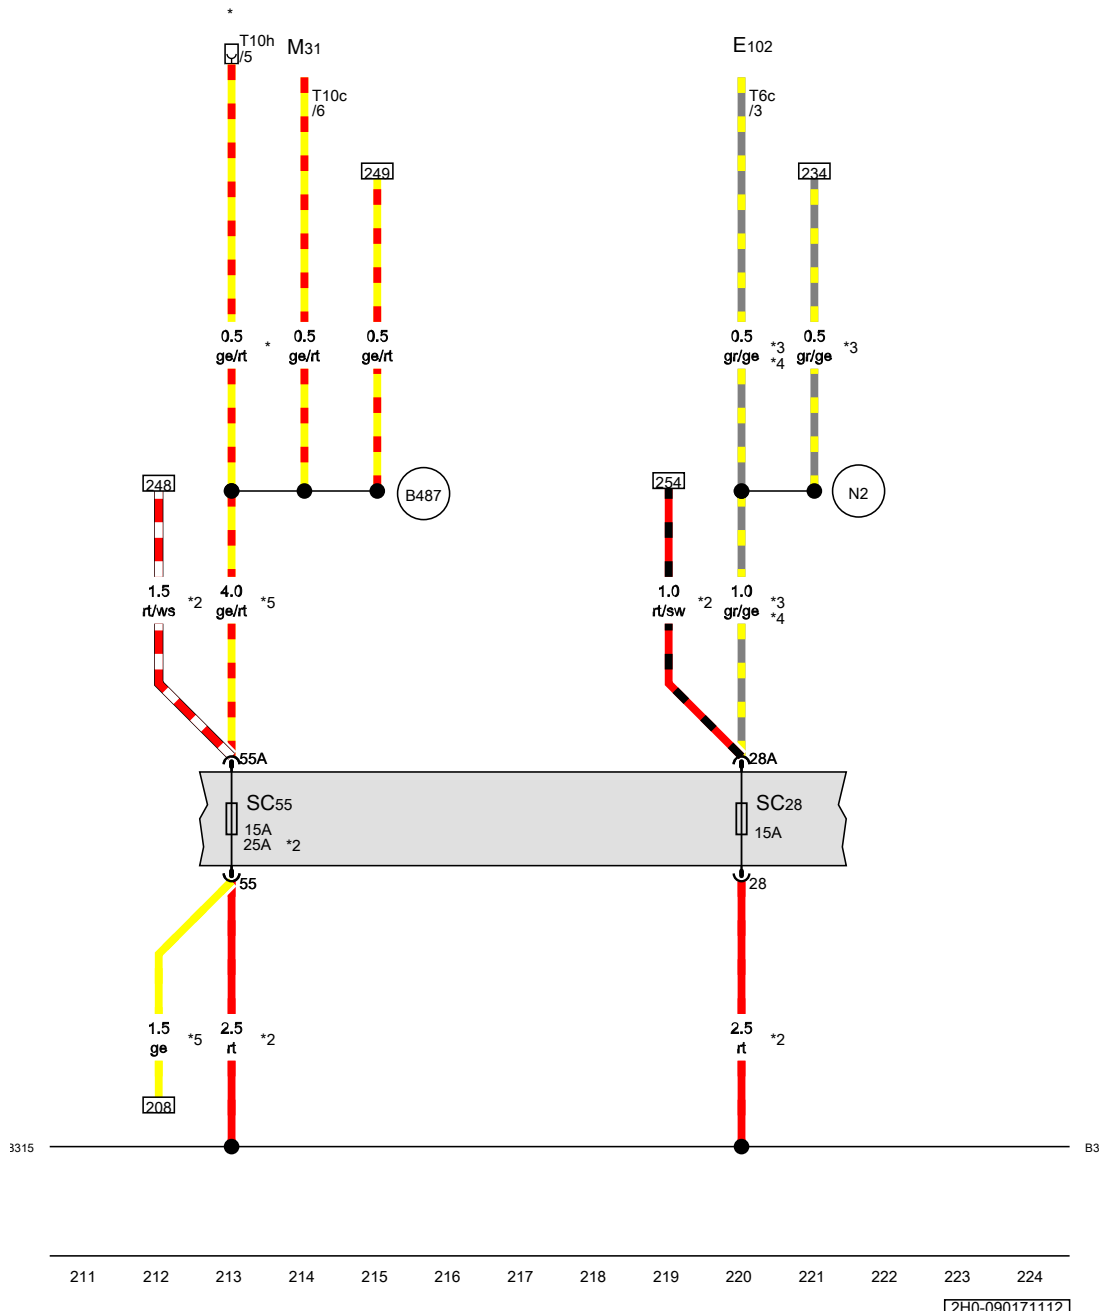 *
T10h
/5
M31
E102
T10c
/6
T6c
/3
249
234
0.5
ge/rt
*
0.5
ge/rt
0.5
ge/rt
0.5
gr/ge
*3
*4
0.5
gr/ge
*3
248
B487
254
N2
1.5
rt/ws
*2
4.0
ge/rt
*5
1.0
rt/sw
*2
1.0
gr/ge
*3
*4
55A
28A
SC55
15A
25A *2
SC28
15A
55
28
1.5
ge
*5
2.5
rt
*2
2.5
rt
*2
208
B315
B3
211 212 213 214 215 216 217 218 219 220 221 222 223 224
2H0-090171112